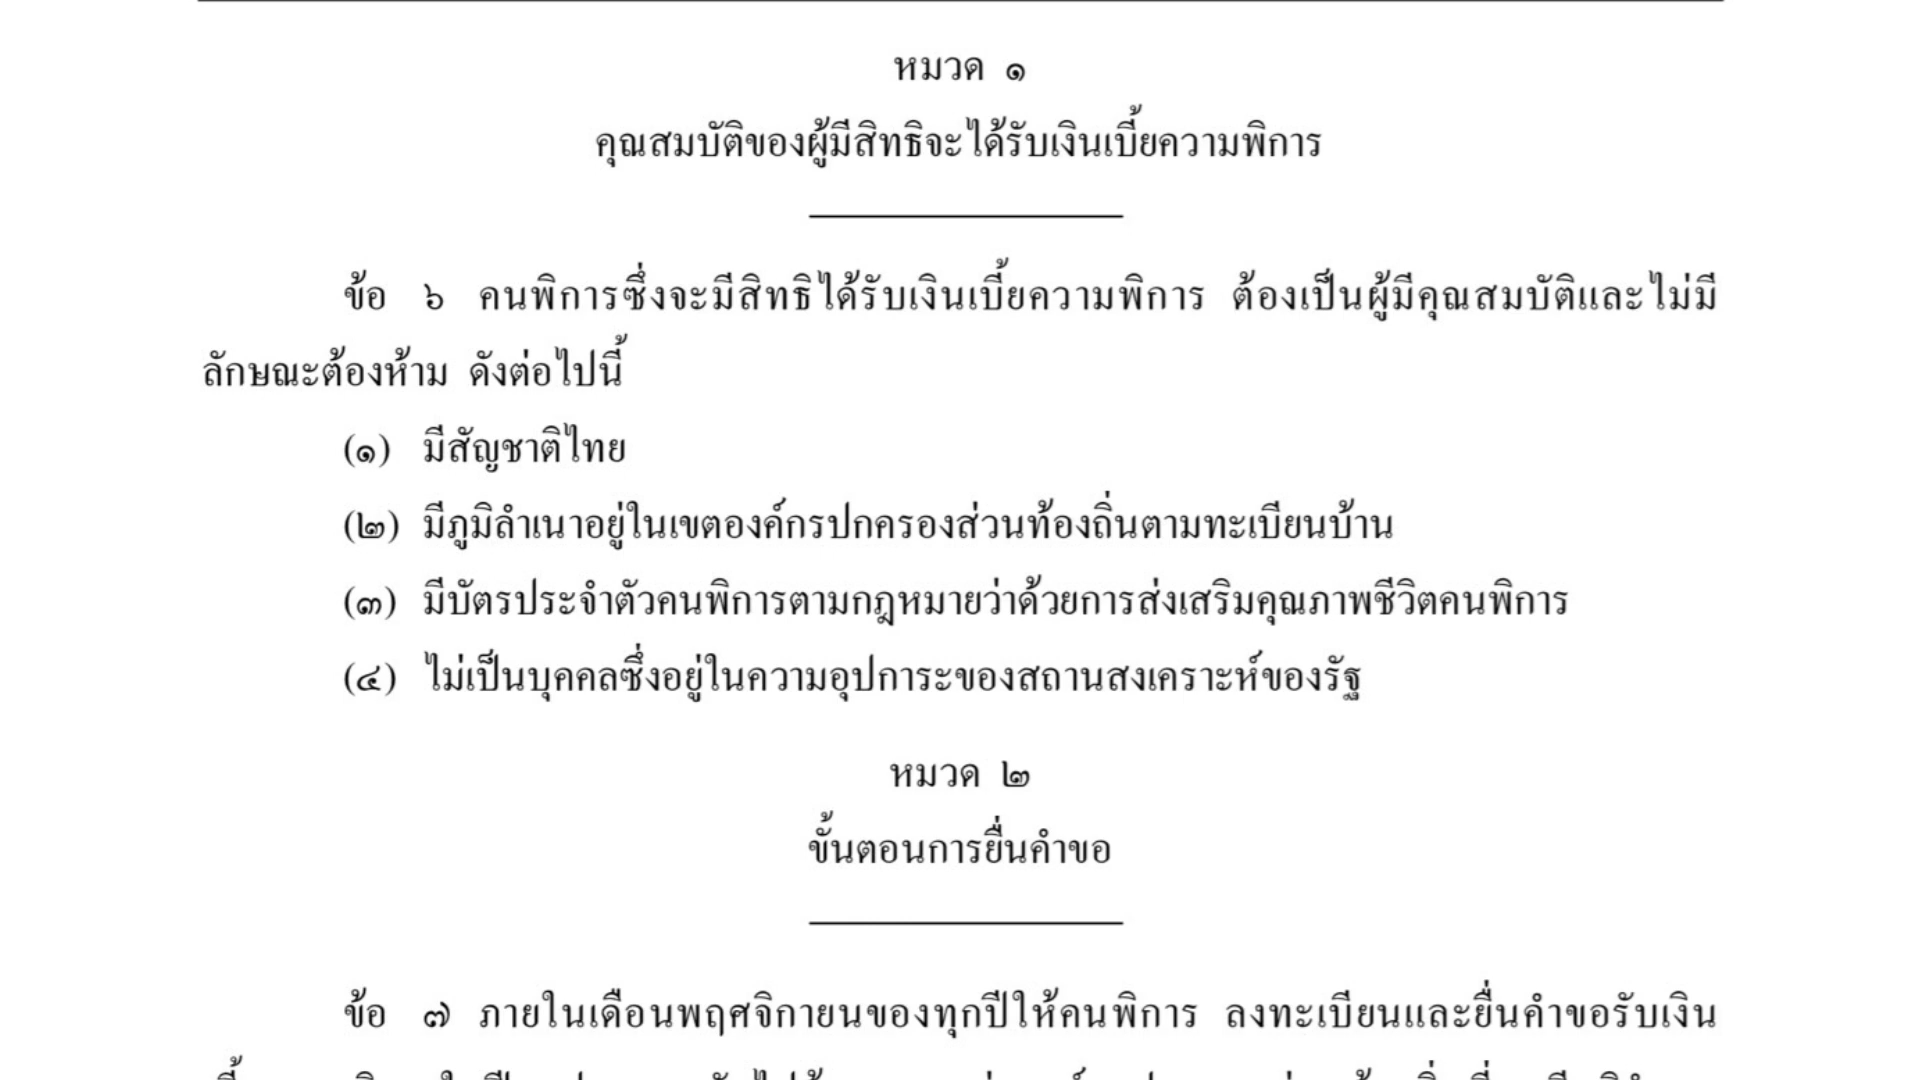 หมวด ๑
คุณสมบัติของผู้มีสิทธิจะได้รับเงินเบี้ยความพิการ
ข้อ ๖ คนพิการซึ่งจะมีสิทธิได้รับเงินเบี้ยความพิการ ต้องเป็นผู้มีคุณสมบัติและไม่มี
ลักษณะต้องห้าม ดังต่อไปนี้
(๑) มีสัญชาติไทย
(๒) มีภูมิลำเนาอยู่ในเขตองค์กรปกครองส่วนท้องถิ่นตามทะเบียนบ้าน
(๓) มีบัตรประจำตัวคนพิการตามกฎหมายว่าด้วยการส่งเสริมคุณภาพชีวิตคนพิการ
(๔) ไม่เป็นบุคคลซึ่งอยู่ในความอุปการะของสถานสงเคราะห์ของรัฐ
หมวด ๒
ขั้นตอนการยื่นคำขอ
ข้อ ๗ ภายในเดือนพฤศจิกายนของทุกปีให้คนพิการ ลงทะเบียนและยื่นคำขอรับเงิน